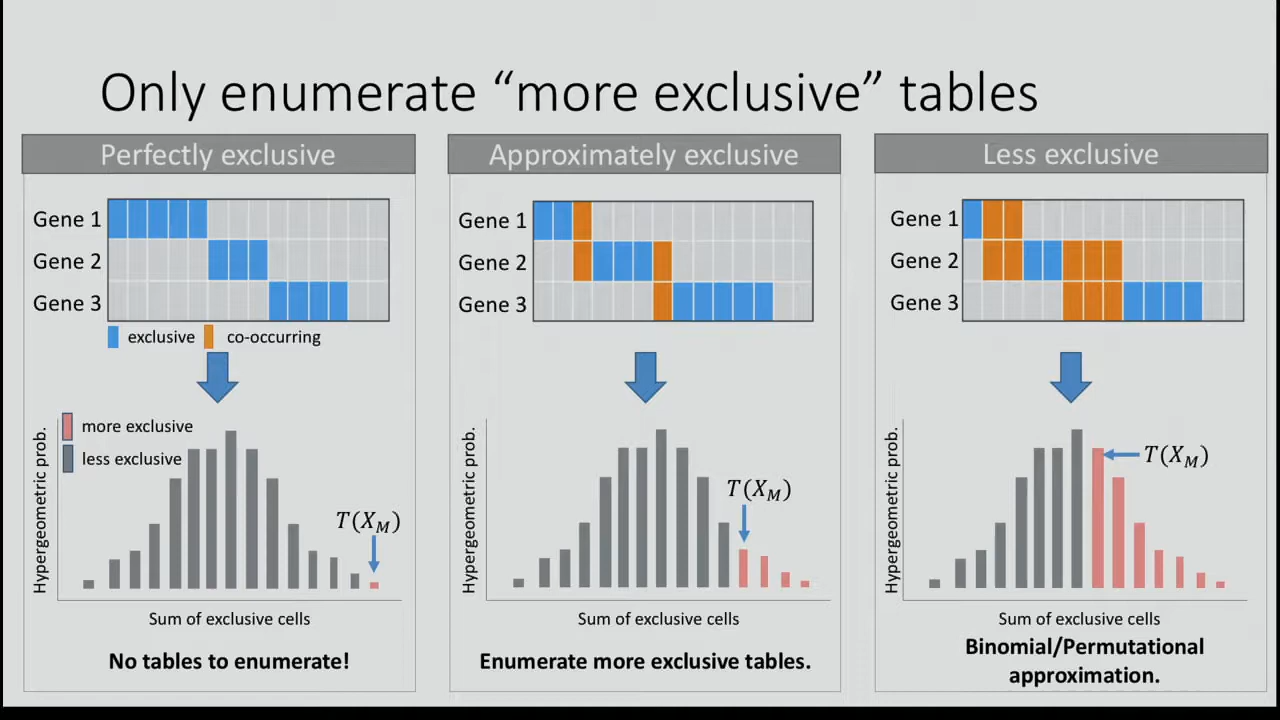 Only enumerate “more exclusive” tables
Perfectly exclusive
Gene 1
Gene 2
Gene 3
exclusive
co-occurring
more exclusive
less exclusive
Hypergeometric prob.
T(X_M)
Sum of exclusive cells
No tables to enumerate!
Approximately exclusive
Gene 1
Gene 2
Gene 3
Hypergeometric prob.
T(X_M)
Sum of exclusive cells
Enumerate more exclusive tables.
Less exclusive
Gene 1
Gene 2
Gene 3
Hypergeometric prob.
T(X_M)
Sum of exclusive cells
Binomial/Permutational
approximation.